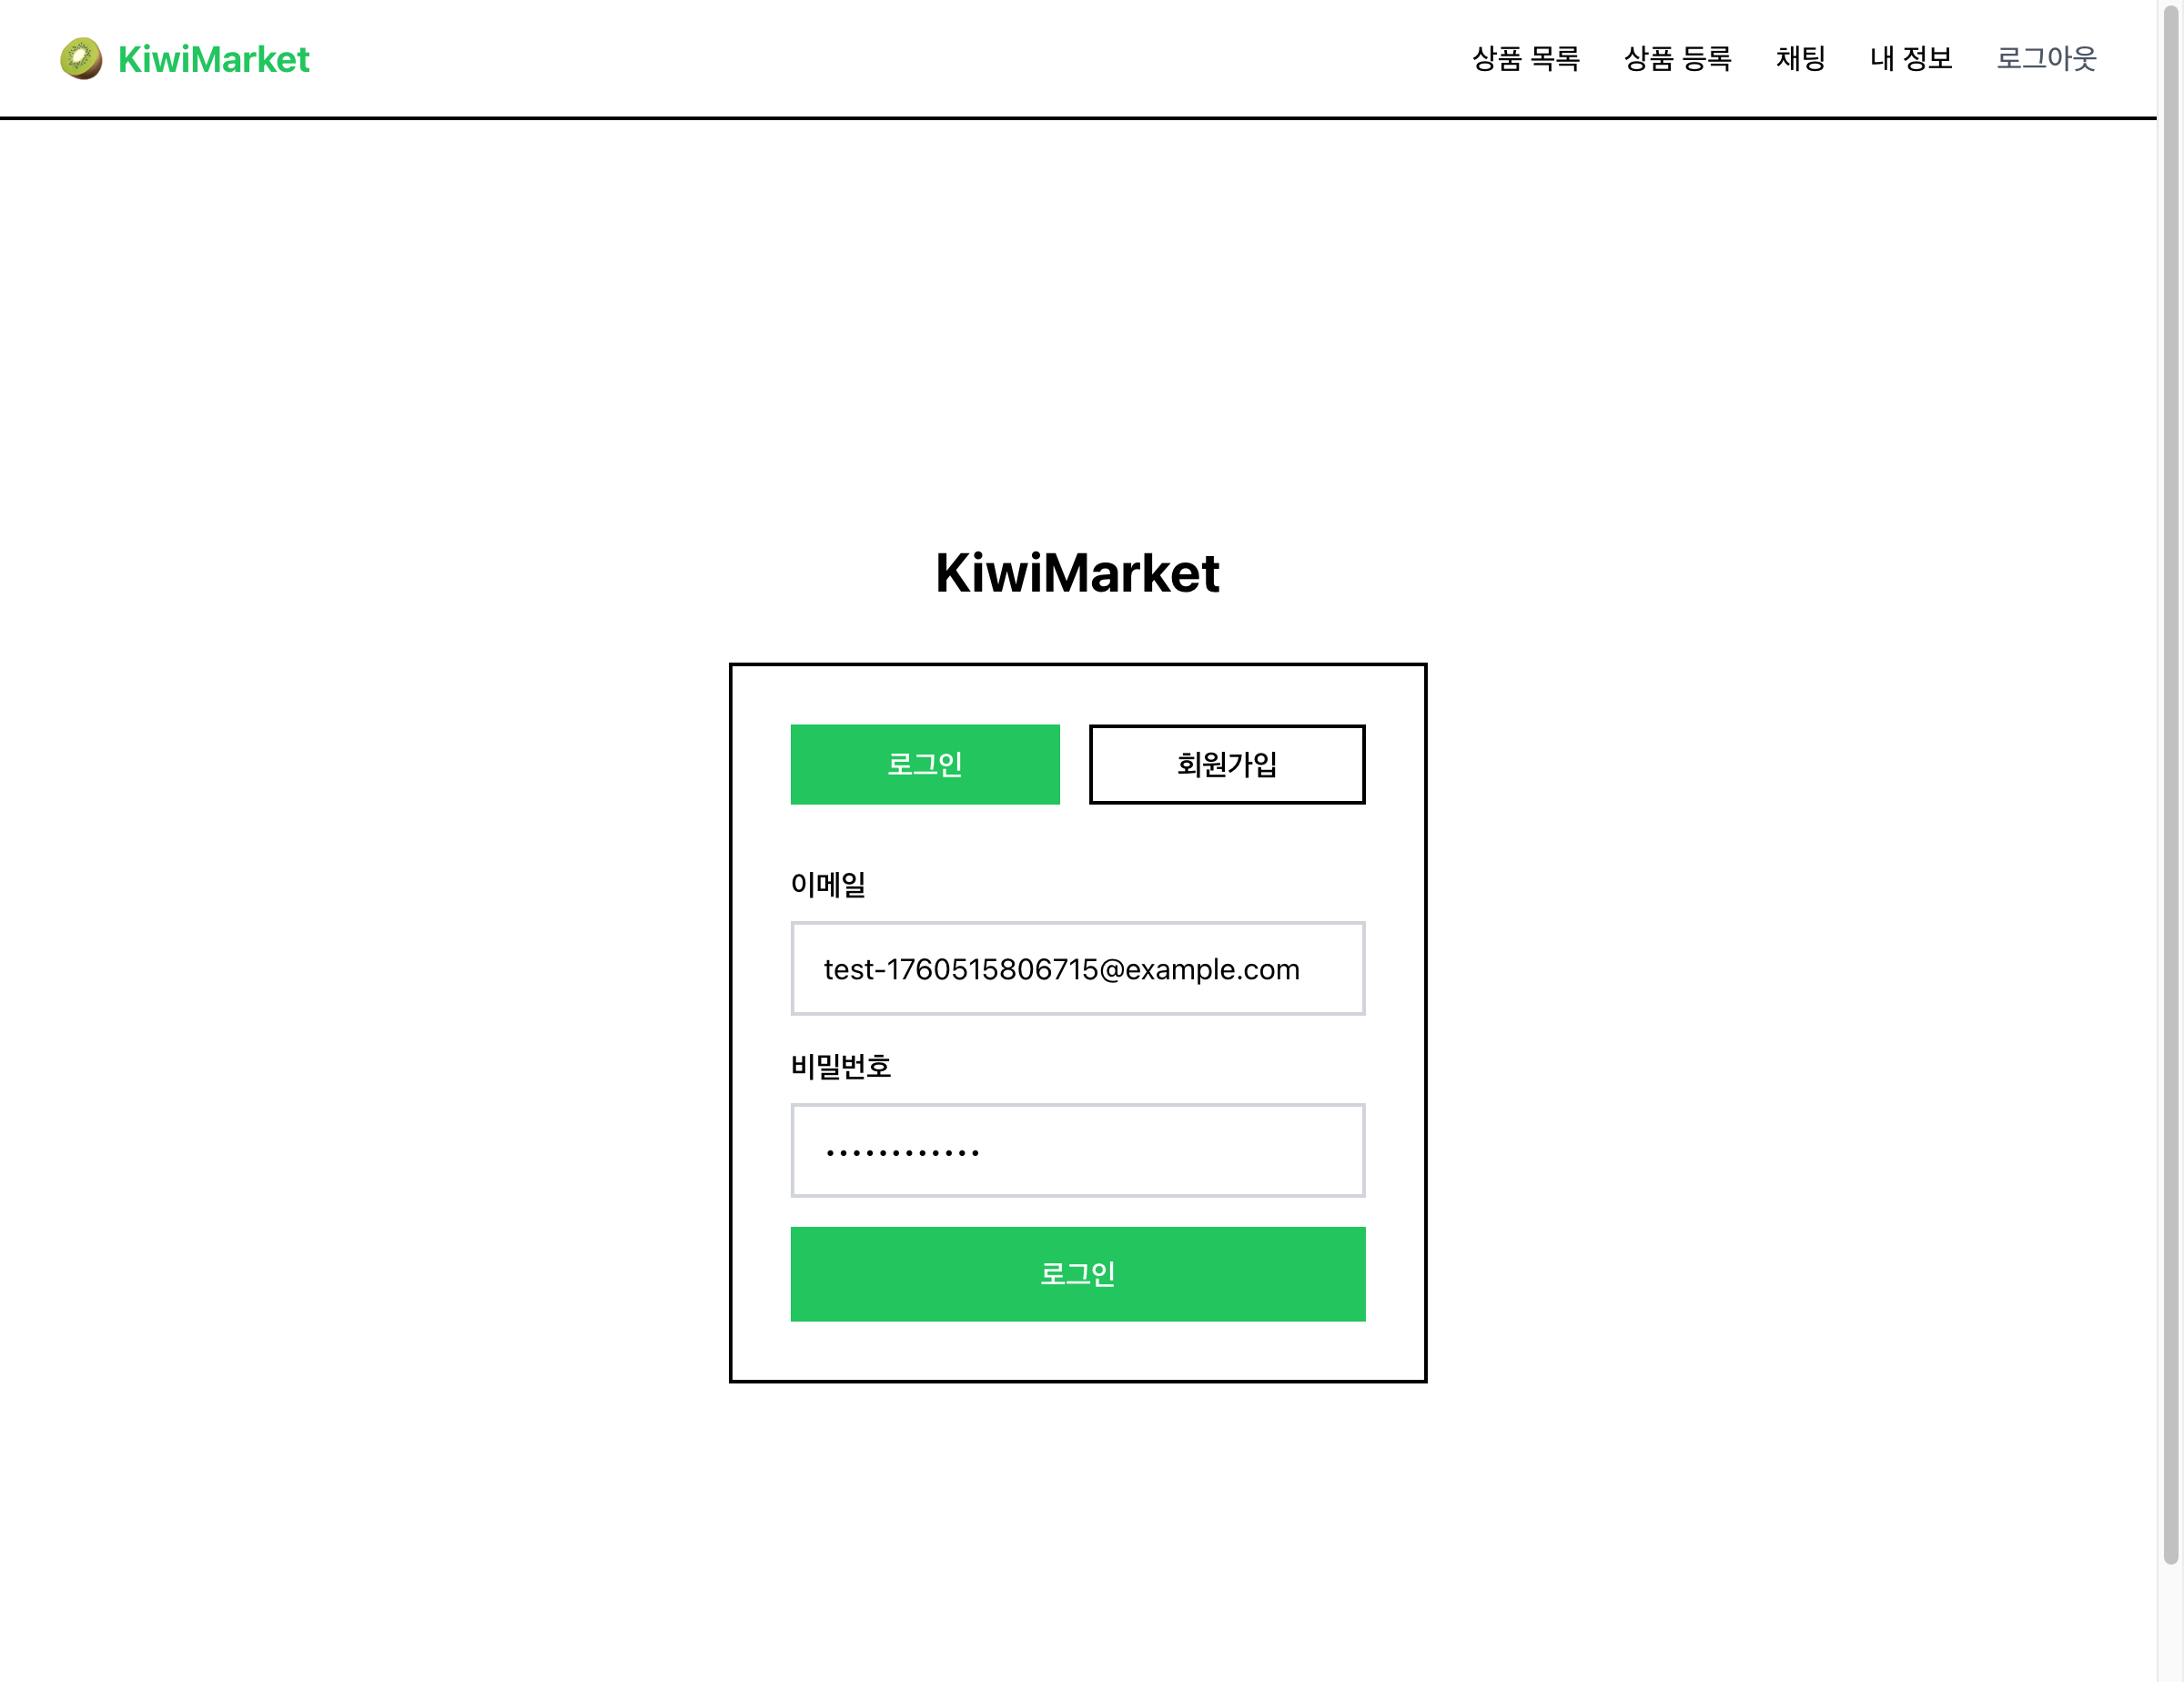 KiwiMarket 상품 목록 상품 등록 채팅 내 정보 로그아웃
KiwiMarket
로그인 회원가입
이메일
test-1760515806715@example.com
비밀번호
••••••••••••
로그인